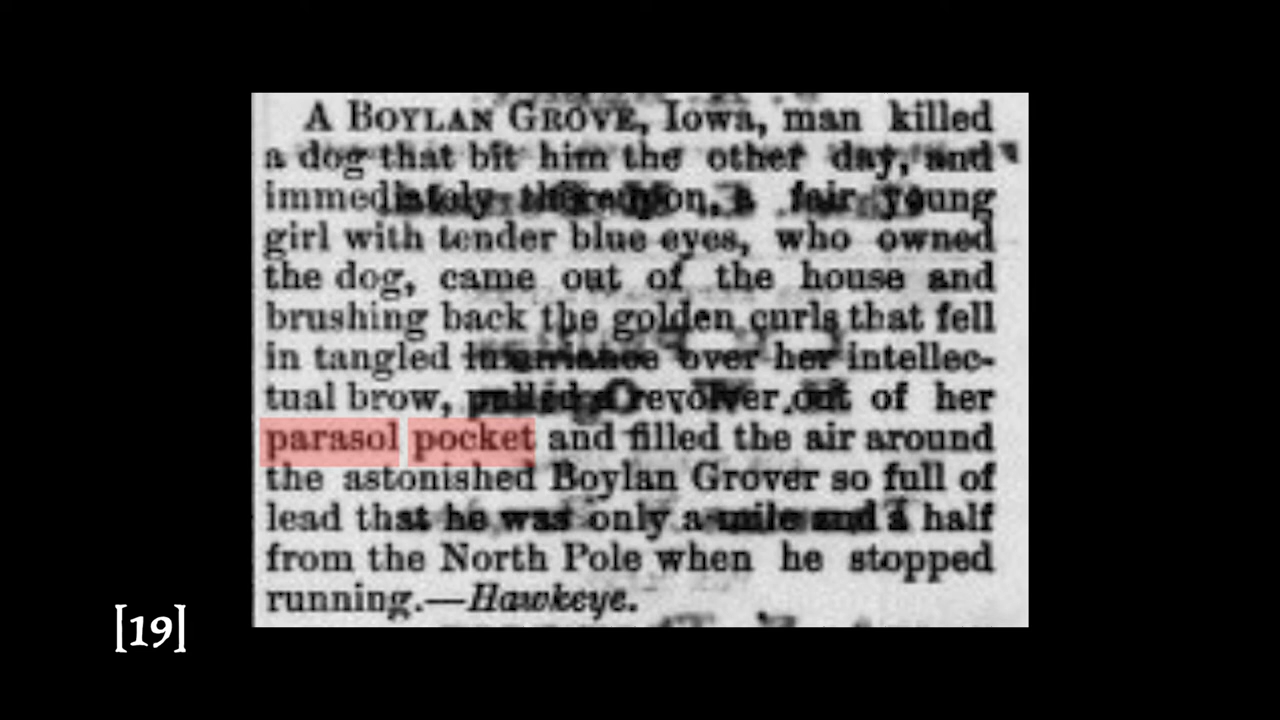 A BOYLAN GROVE, Iowa, man killed
a dog that bit him the other day, and
immediately thereupon, a fair young
girl with tender blue eyes, who owned
the dog, came out of the house and
brushing back the golden curls that fell
in tangled luxuriance over her intellec-
tual brow, pulled a revolver out of her
parasol pocket and filled the air around
the astonished Boylan Grover so full of
lead that he was only a mile and a half
from the North Pole when he stopped
running.—Hawkeye.
[19]